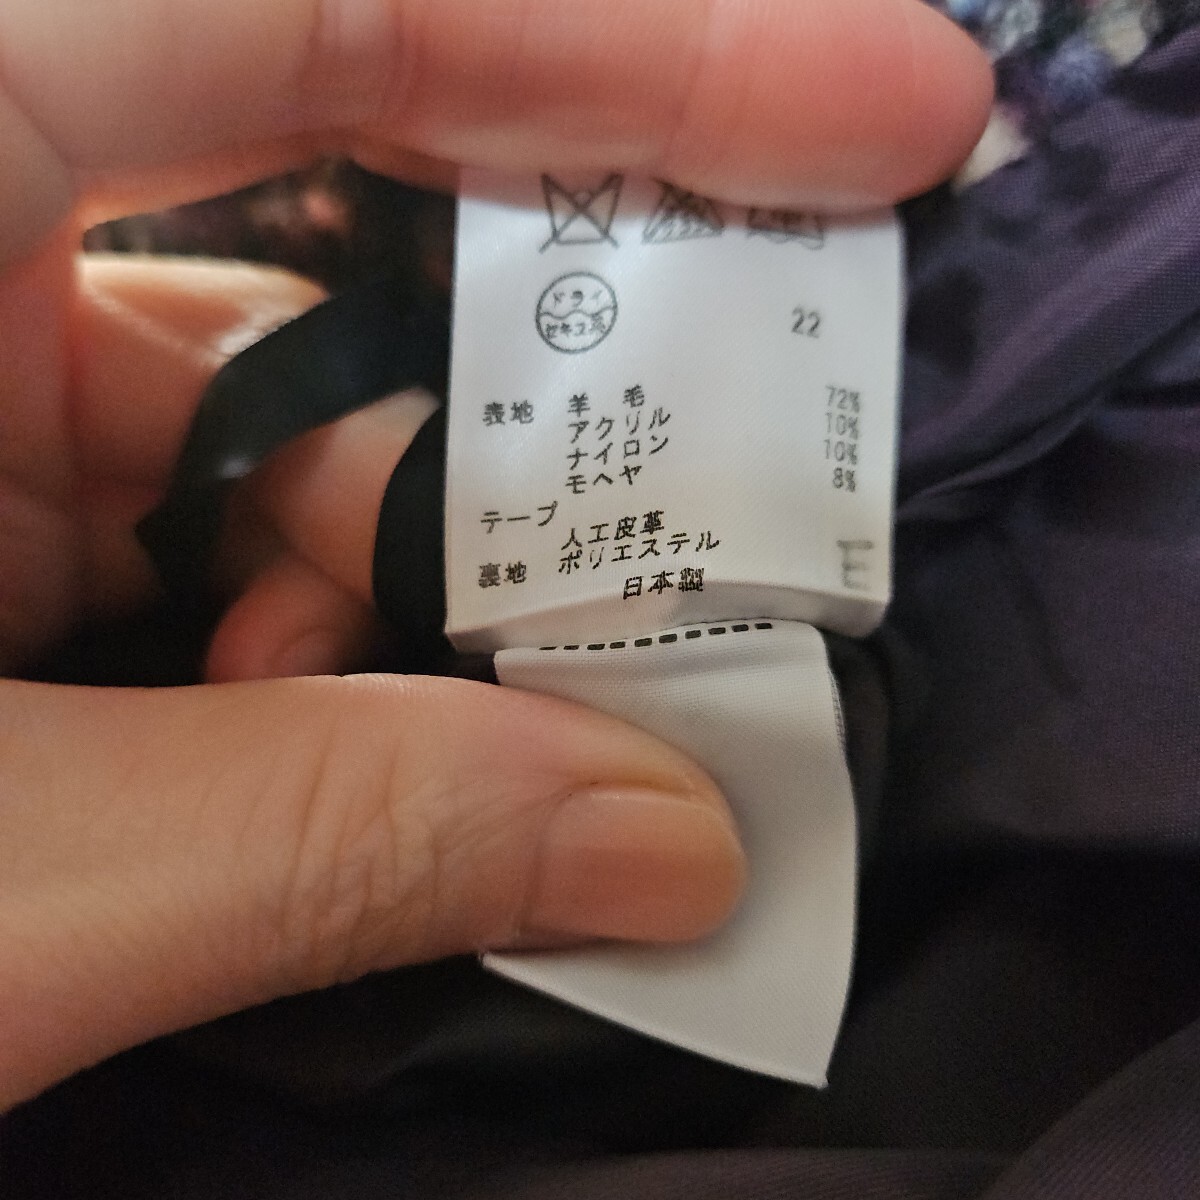 ドライ
セキユ系
22
表地 羊毛 72%
アクリル 10%
ナイロン 10%
モヘヤ 8%
テープ
人工皮革
裏地 ポリエステル
日本製
E